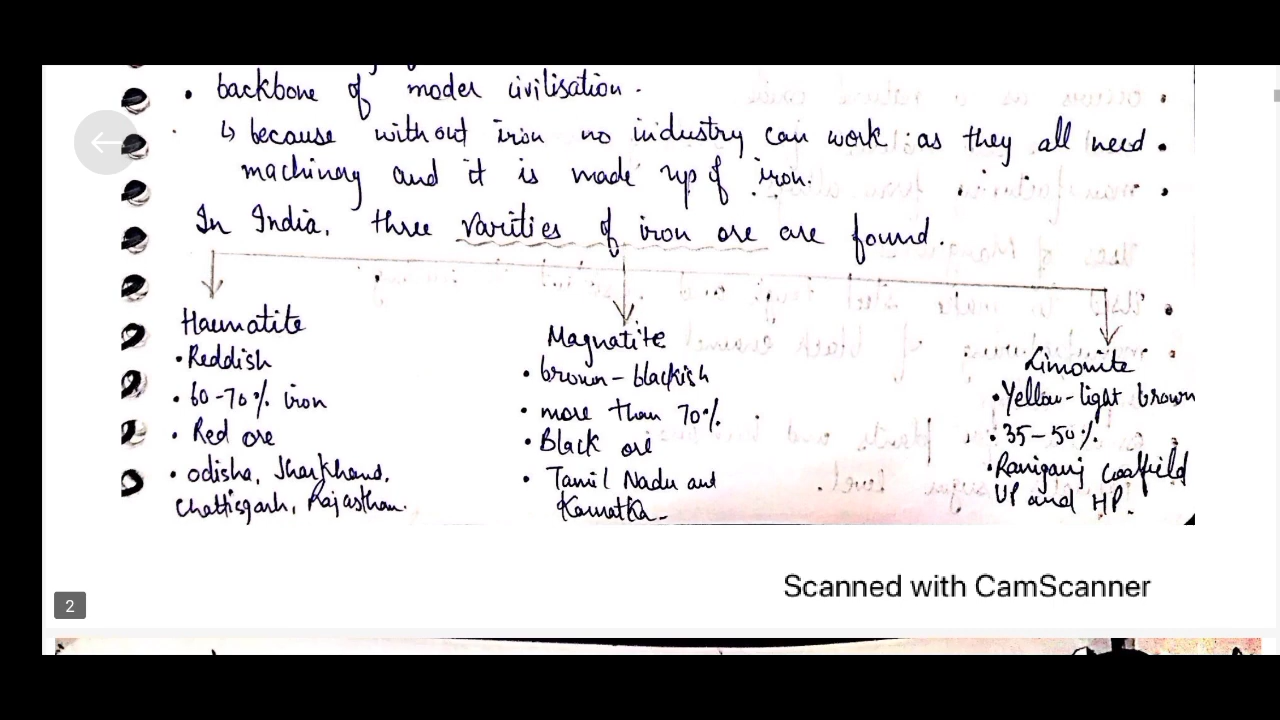 • backbone of moder civilisation.
↳ because without iron no industry can work as they all need
machinery and it is made up of iron.
In India, three varities of iron ore are found.
Haematite
• Reddish
• 60-70% iron
• Red ore
• odisha, Jharkhand,
Chattisgarh, Rajasthan.
Magnatite
• brown-blackish
• more than 70%.
• Black ore
• Tamil Nadu and
Karnatka.
Limonite
• Yellow-light brown
• 35-50%.
• Raniganj coalfield
UP and HP.
Scanned with CamScanner
2